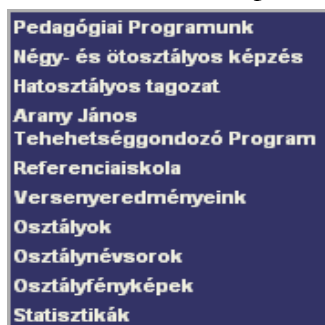 Pedagógiai Programunk
Négy- és ötosztályos képzés
Hatosztályos tagozat
Arany János
Tehehetséggondozó Program
Referenciaiskola
Versenyeredményeink
Osztályok
Osztálynévsorok
Osztályfényképek
Statisztikák